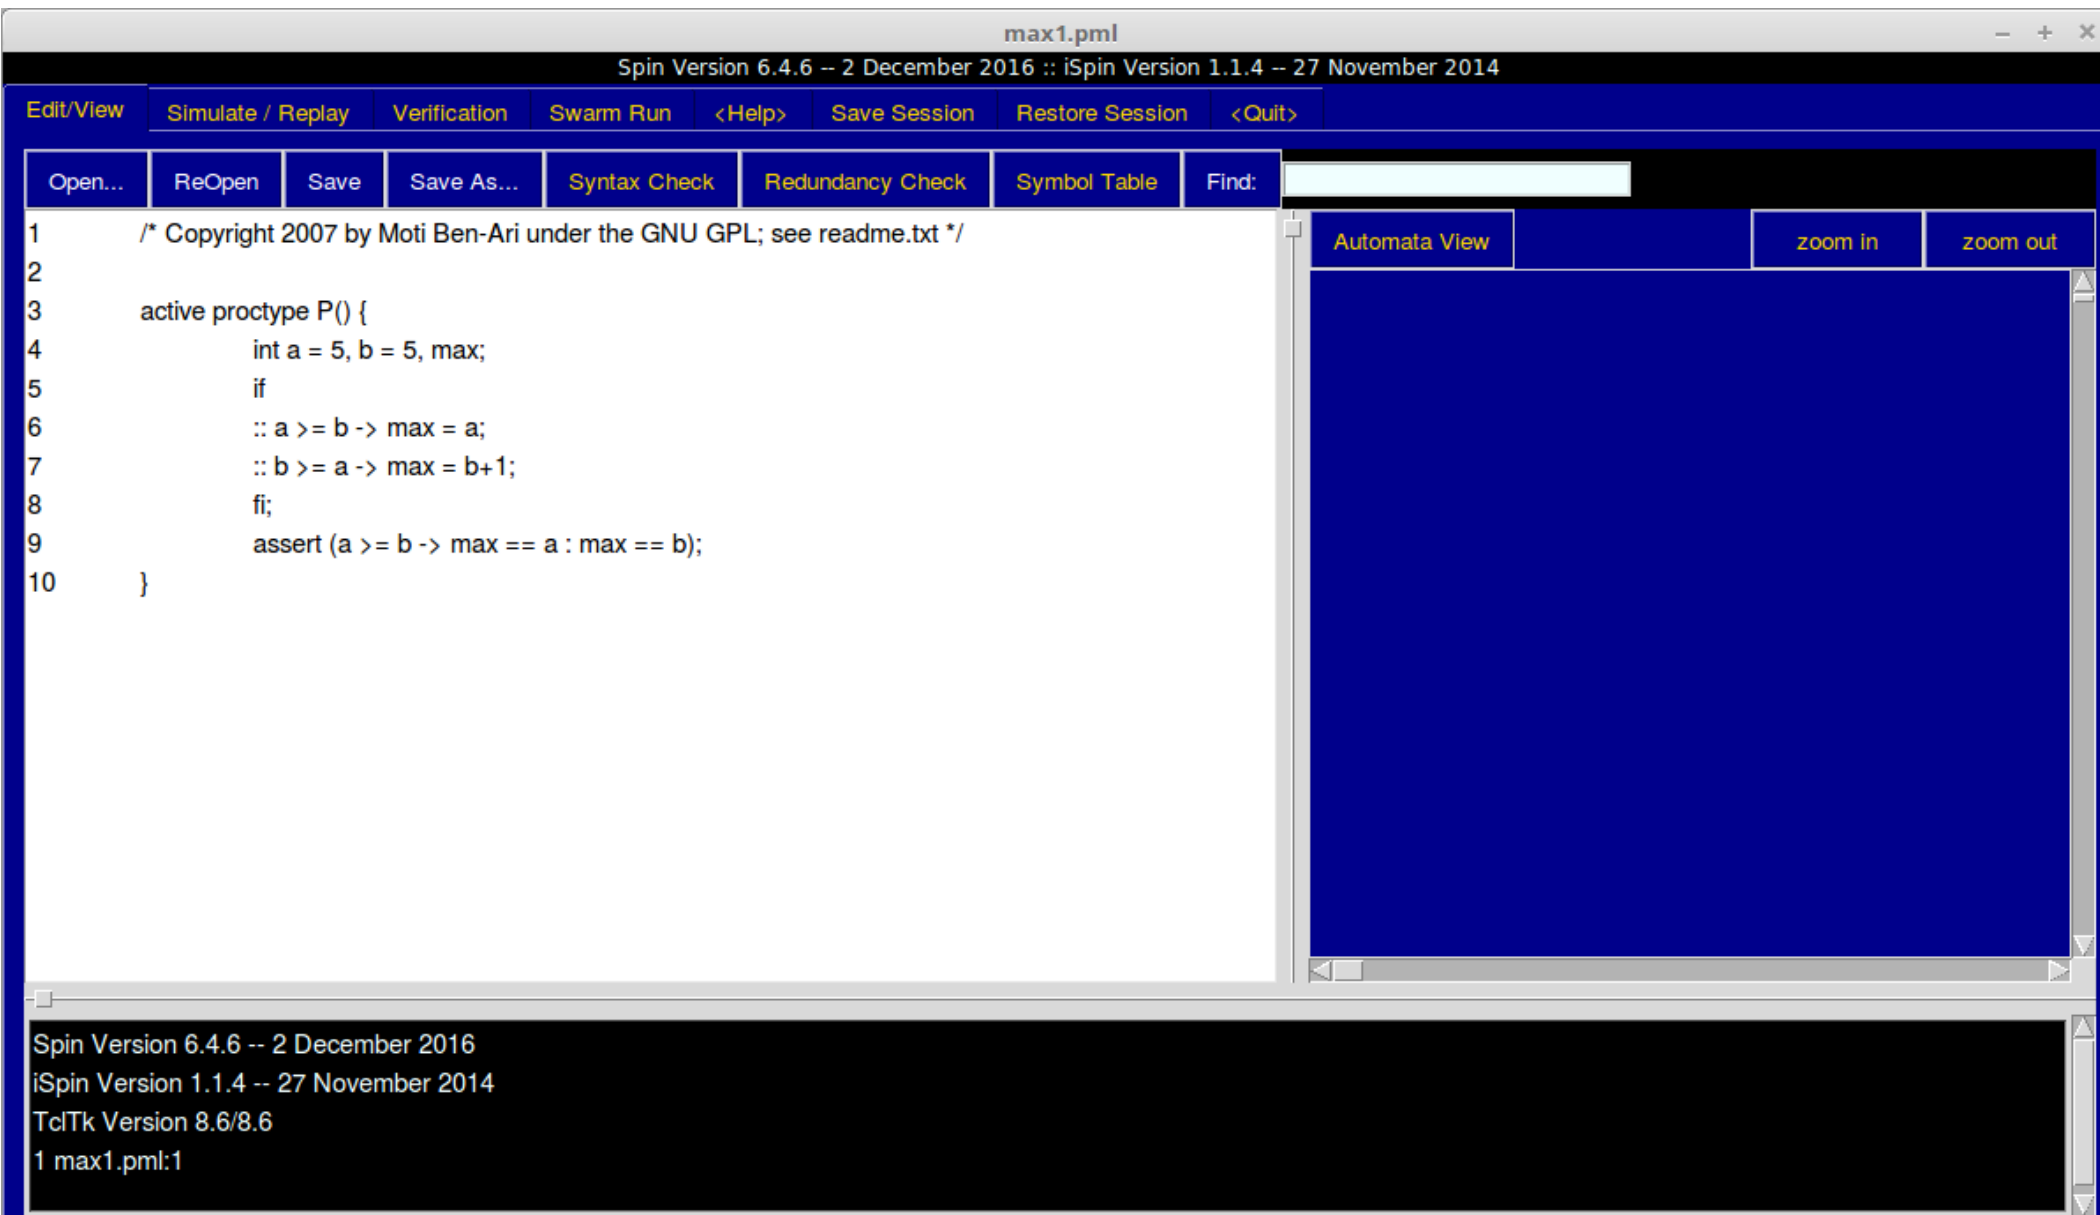 max1.pml
Spin Version 6.4.6 -- 2 December 2016 :: iSpin Version 1.1.4 -- 27 November 2014
Edit/View Simulate / Replay Verification Swarm Run <Help> Save Session Restore Session <Quit>
Open... ReOpen Save Save As... Syntax Check Redundancy Check Symbol Table Find:
Automata View zoom in zoom out
1 /* Copyright 2007 by Moti Ben-Ari under the GNU GPL; see readme.txt */
2
3 active proctype P() {
4 int a = 5, b = 5, max;
5 if
6 :: a >= b -> max = a;
7 :: b >= a -> max = b+1;
8 fi;
9 assert (a >= b -> max == a : max == b);
10 }
Spin Version 6.4.6 -- 2 December 2016
iSpin Version 1.1.4 -- 27 November 2014
TclTk Version 8.6/8.6
1 max1.pml:1